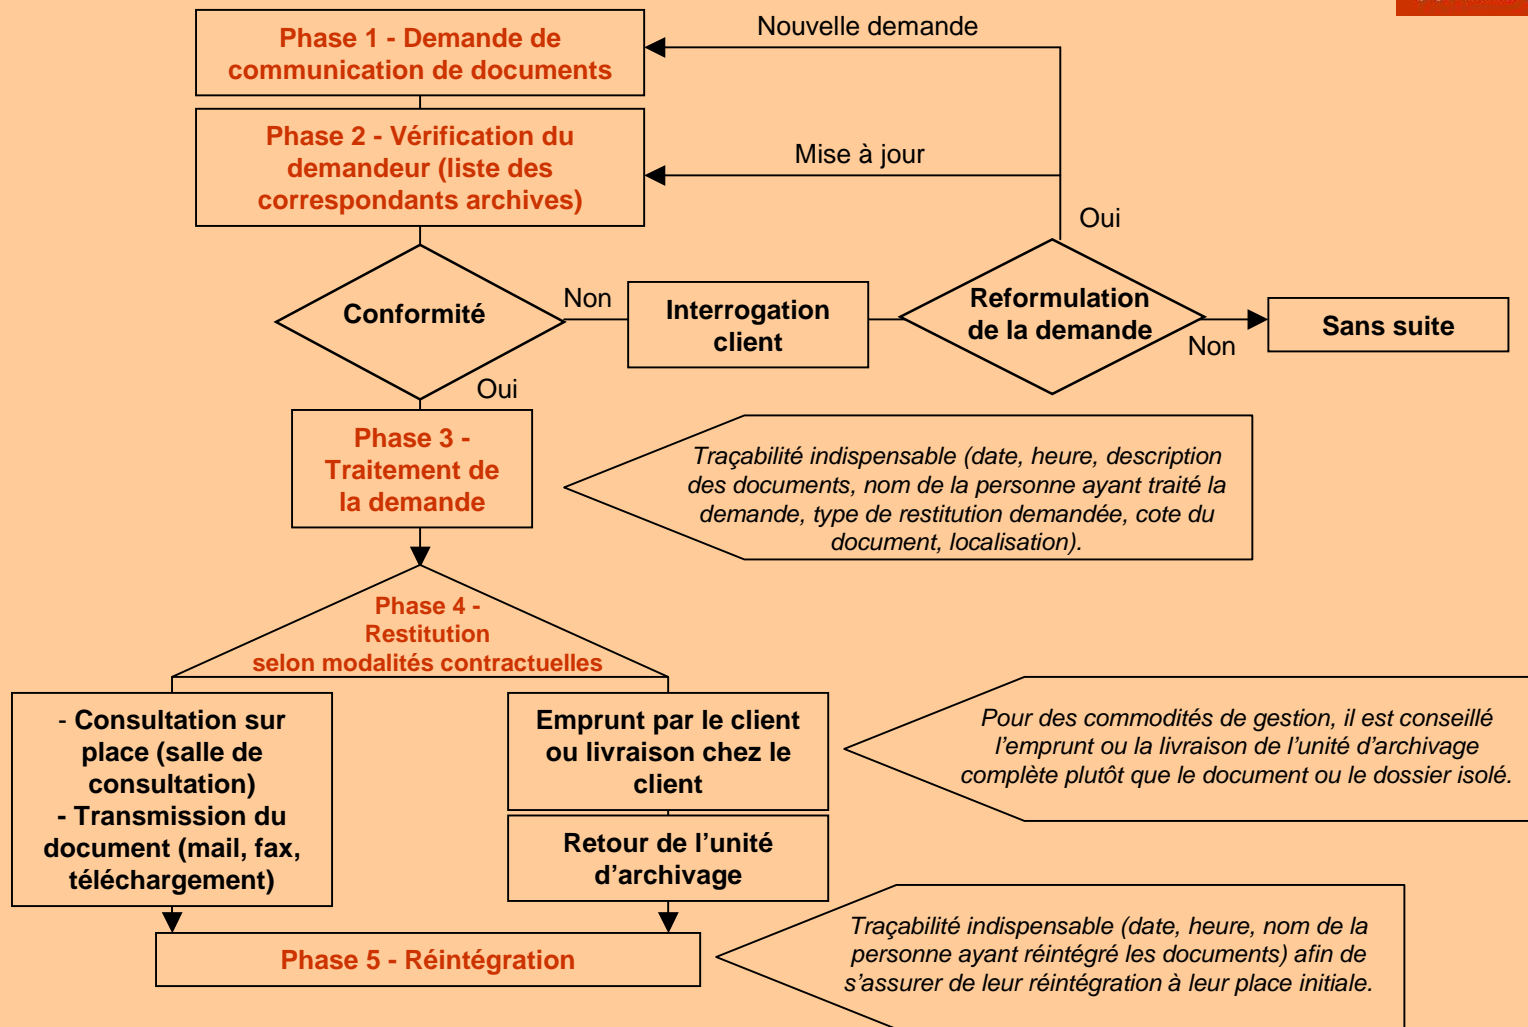 Phase 1 - Demande de
communication de documents
Nouvelle demande
Phase 2 - Vérification du
demandeur (liste des
correspondants archives)
Mise à jour
Oui
Conformité
Non
Interrogation
client
Reformulation
de la demande
Non
Sans suite
Oui
Phase 3 -
Traitement de
la demande
Traçabilité indispensable (date, heure, description
des documents, nom de la personne ayant traité la
demande, type de restitution demandée, cote du
document, localisation).
Phase 4 -
Restitution
selon modalités contractuelles
- Consultation sur
place (salle de
consultation)
- Transmission du
document (mail, fax,
téléchargement)
Emprunt par le client
ou livraison chez le
client
Pour des commodités de gestion, il est conseillé
l’emprunt ou la livraison de l’unité d’archivage
complète plutôt que le document ou le dossier isolé.
Retour de l’unité
d’archivage
Phase 5 - Réintégration
Traçabilité indispensable (date, heure, nom de la
personne ayant réintégré les documents) afin de
s’assurer de leur réintégration à leur place initiale.